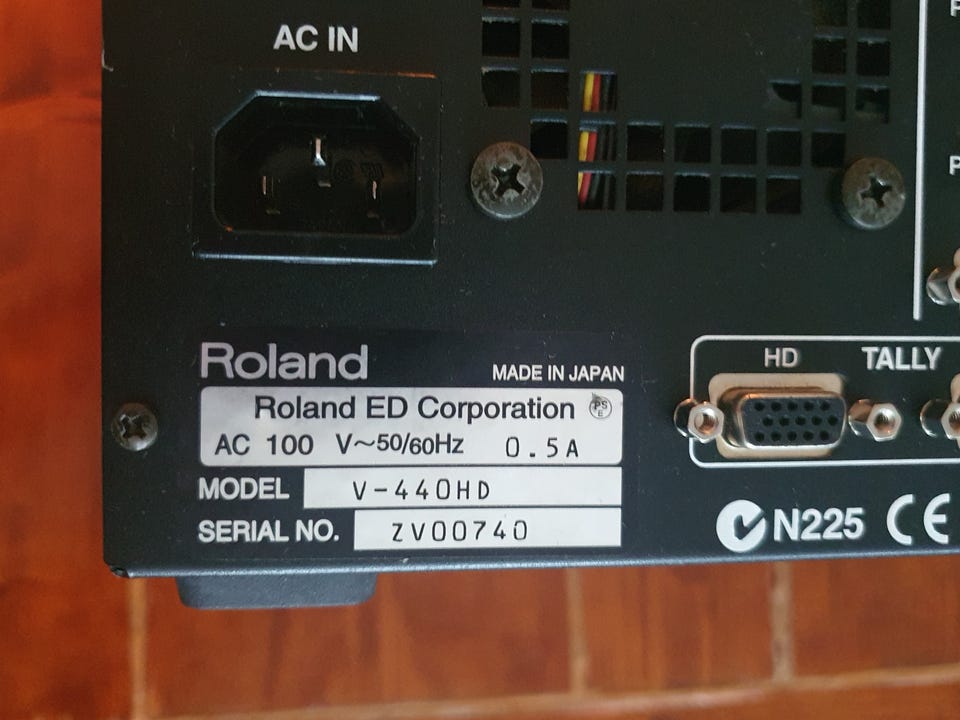 AC IN
Roland
MADE IN JAPAN
Roland ED Corporation PS E
AC 100 V~50/60Hz 0.5A
MODEL V-440HD
SERIAL NO. ZV00740
HD TALLY
N225 CE
P
P